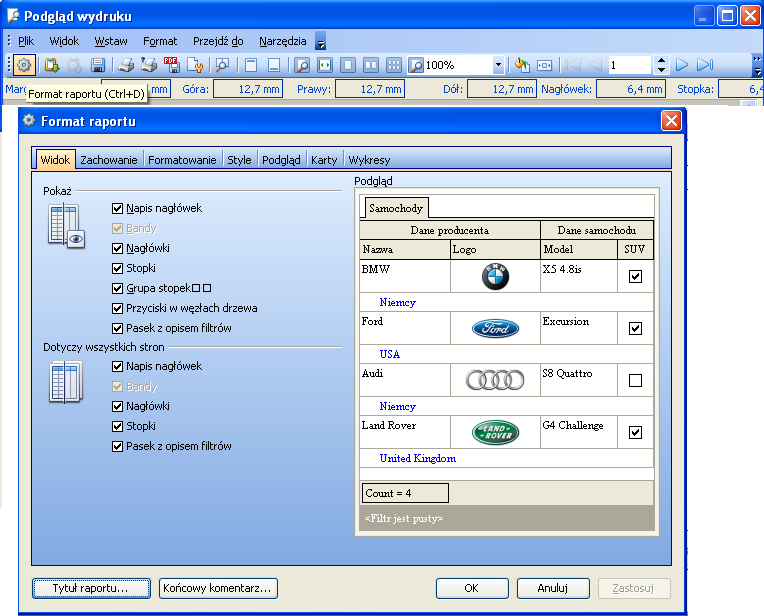 Podgląd wydruku
Plik Widok Wstaw Format Przejdź do Narzędzia
100% 1
Marg mm Góra: 12,7 mm Prawy: 12,7 mm Dół: 12,7 mm Nagłówek: 6,4 mm Stopka: 6,4
Format raportu (Ctrl+D)
Format raportu
Widok Zachowanie Formatowanie Style Podgląd Karty Wykresy
Pokaż
Napis nagłówek
Bandy
Nagłówki
Stopki
Grupa stopek□□
Przyciski w węzłach drzewa
Pasek z opisem filtrów
Dotyczy wszystkich stron
Napis nagłówek
Bandy
Nagłówki
Stopki
Pasek z opisem filtrów
Podgląd
Samochody
Dane producenta Dane samochodu
Nazwa Logo Model SUV
BMW X5 4.8is
Niemcy
Ford Ford Excursion
USA
Audi S8 Quattro
Niemcy
Land Rover LAND-ROVER G4 Challenge
United Kingdom
Count = 4
<Filtr jest pusty>
Tytuł raportu... Końcowy komentarz... OK Anuluj Zastosuj